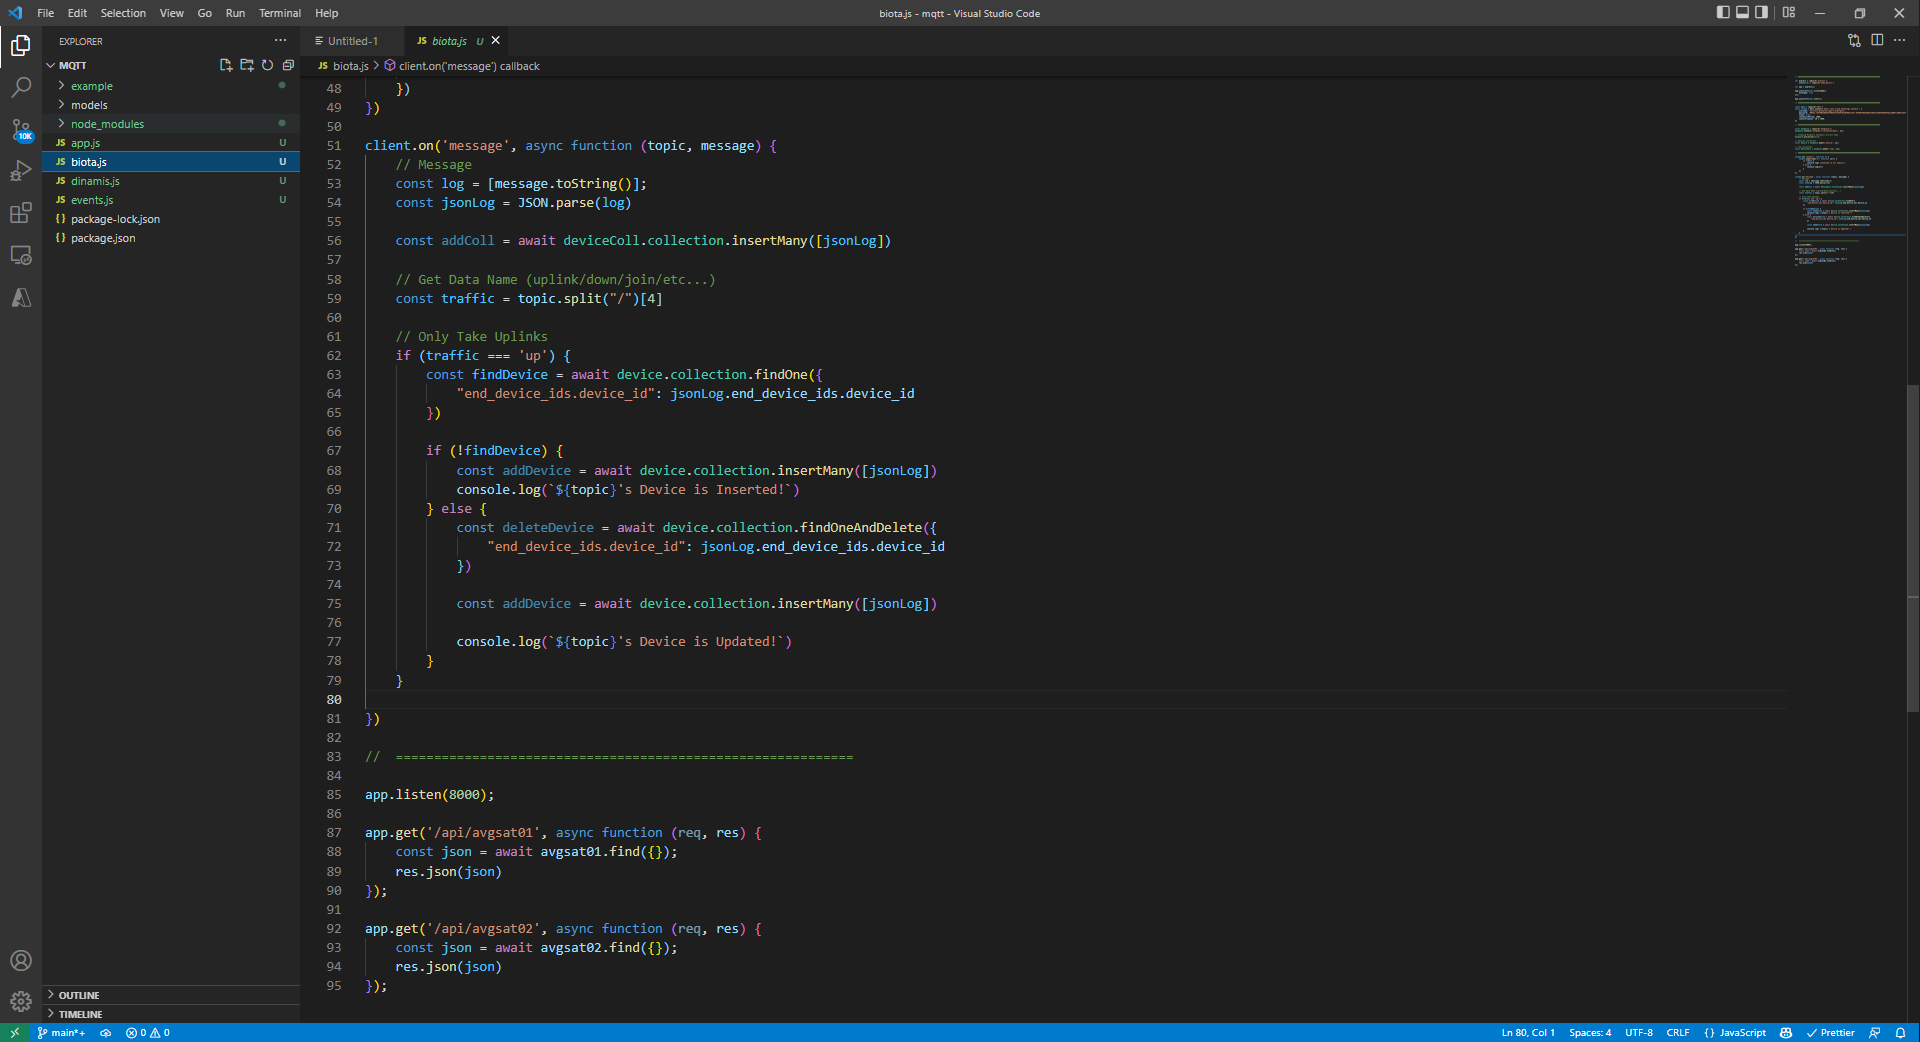 File Edit Selection View Go Run Terminal Help
biota.js - mqtt - Visual Studio Code
EXPLORER
Untitled-1
JS biota.js U
MQTT
JS biota.js > client.on('message') callback
example
models
node_modules
JS app.js U
JS biota.js U
JS dinamis.js U
JS events.js U
{} package-lock.json
{} package.json
10K
48 })
49 })
50
51 client.on('message', async function (topic, message) {
52 // Message
53 const log = [message.toString()];
54 const jsonLog = JSON.parse(log)
55
56 const addColl = await deviceColl.collection.insertMany([jsonLog])
57
58 // Get Data Name (uplink/down/join/etc...)
59 const traffic = topic.split("/")[4]
60
61 // Only Take Uplinks
62 if (traffic === 'up') {
63 const findDevice = await device.collection.findOne({
64 "end_device_ids.device_id": jsonLog.end_device_ids.device_id
65 })
66
67 if (!findDevice) {
68 const addDevice = await device.collection.insertMany([jsonLog])
69 console.log(`${topic}'s Device is Inserted!`)
70 } else {
71 const deleteDevice = await device.collection.findOneAndDelete({
72 "end_device_ids.device_id": jsonLog.end_device_ids.device_id
73 })
74
75 const addDevice = await device.collection.insertMany([jsonLog])
76
77 console.log(`${topic}'s Device is Updated!`)
78 }
79 }
80
81 })
82
83 // ============================================================
84
85 app.listen(8000);
86
87 app.get('/api/avgsat01', async function (req, res) {
88 const json = await avgsat01.find({});
89 res.json(json)
90 });
91
92 app.get('/api/avgsat02', async function (req, res) {
93 const json = await avgsat02.find({});
94 res.json(json)
95 });
OUTLINE
TIMELINE
main*+ 0 0
Ln 80, Col 1 Spaces: 4 UTF-8 CRLF {} JavaScript Prettier